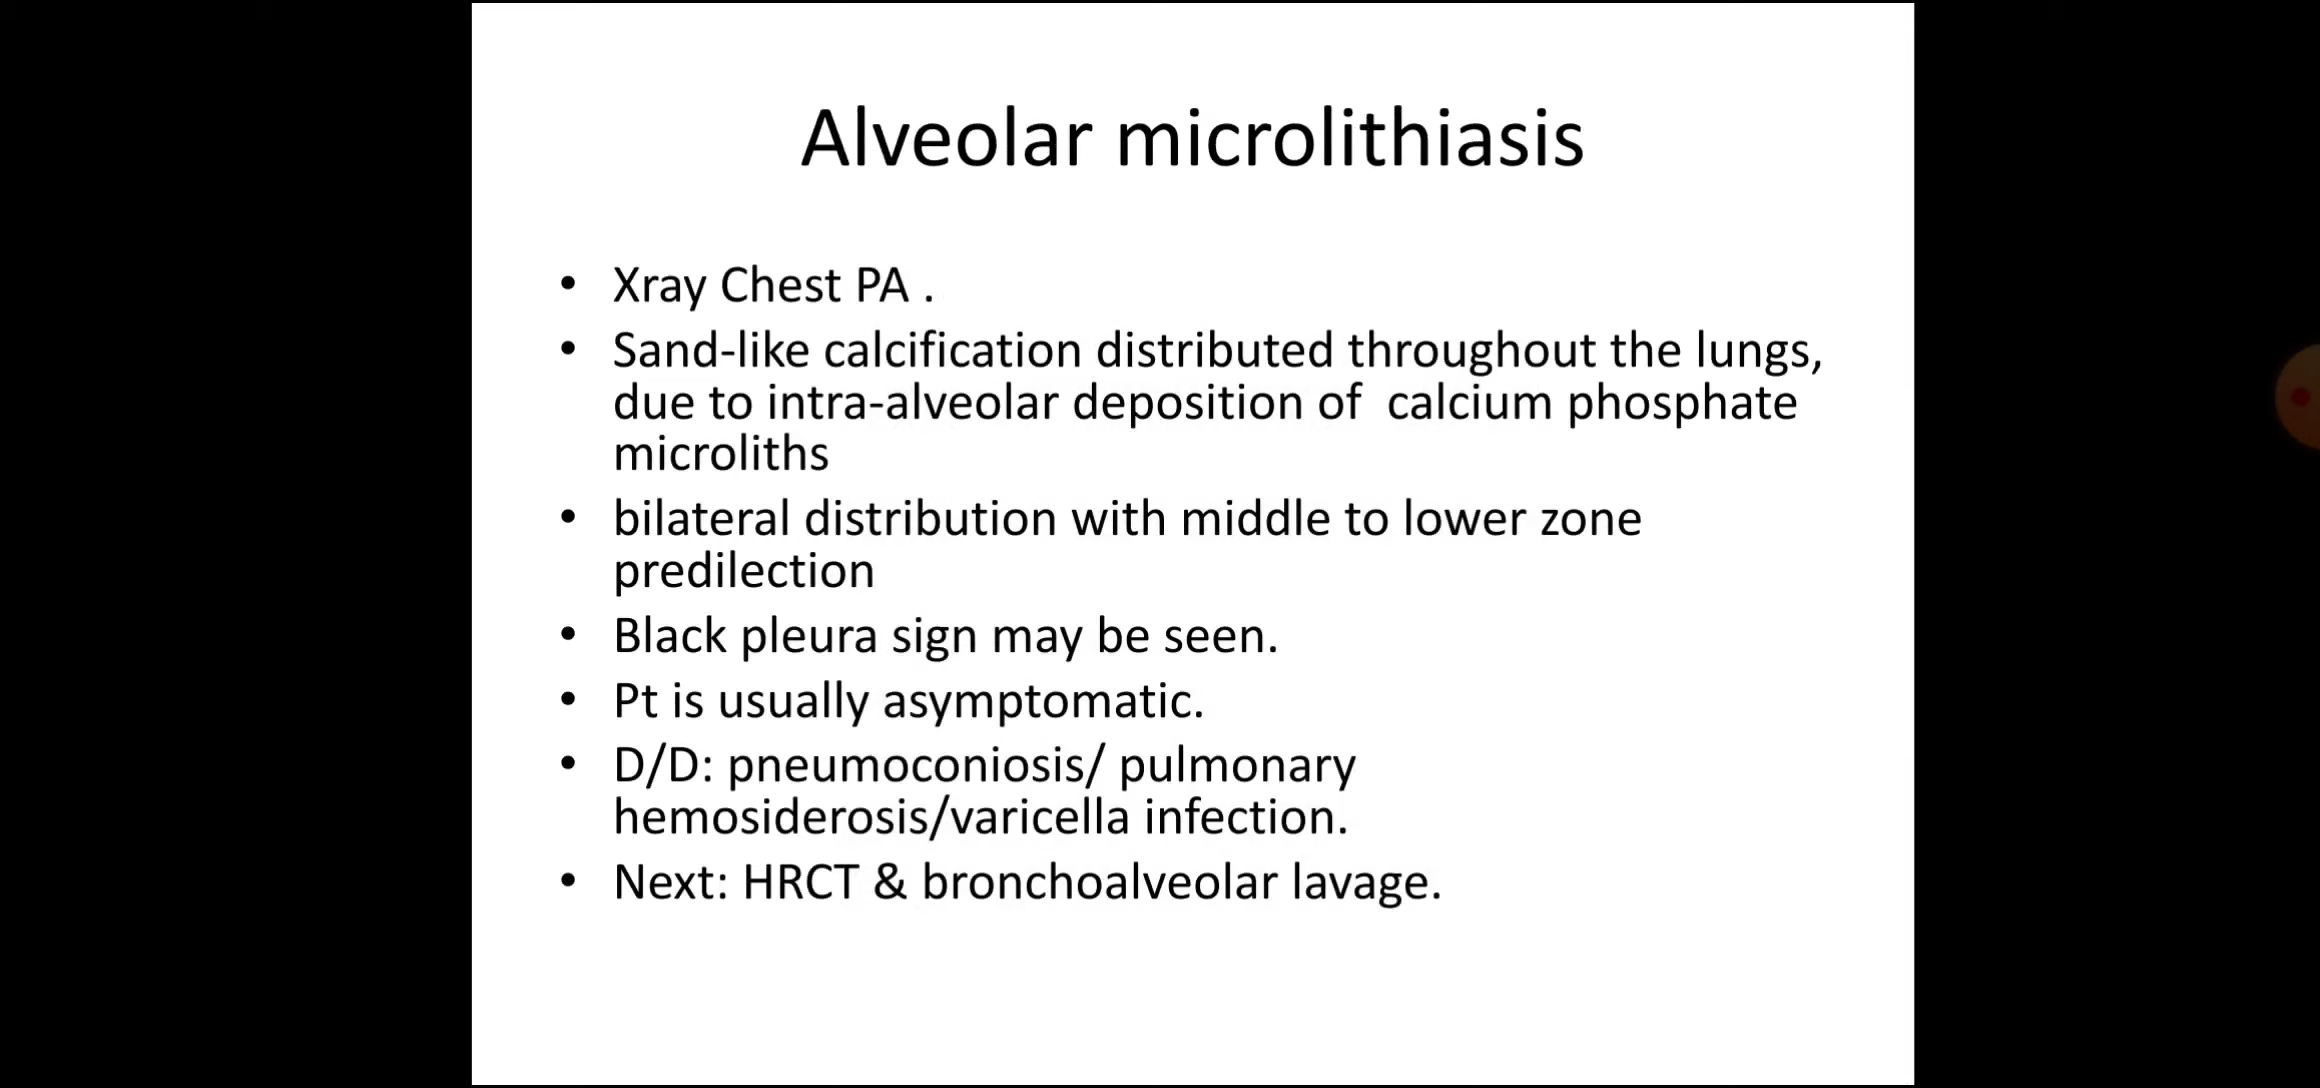 Alveolar microlithiasis
• Xray Chest PA .
• Sand-like calcification distributed throughout the lungs,
due to intra-alveolar deposition of  calcium phosphate
microliths
• bilateral distribution with middle to lower zone
predilection
• Black pleura sign may be seen.
• Pt is usually asymptomatic.
• D/D: pneumoconiosis/ pulmonary
hemosiderosis/varicella infection.
• Next: HRCT & bronchoalveolar lavage.